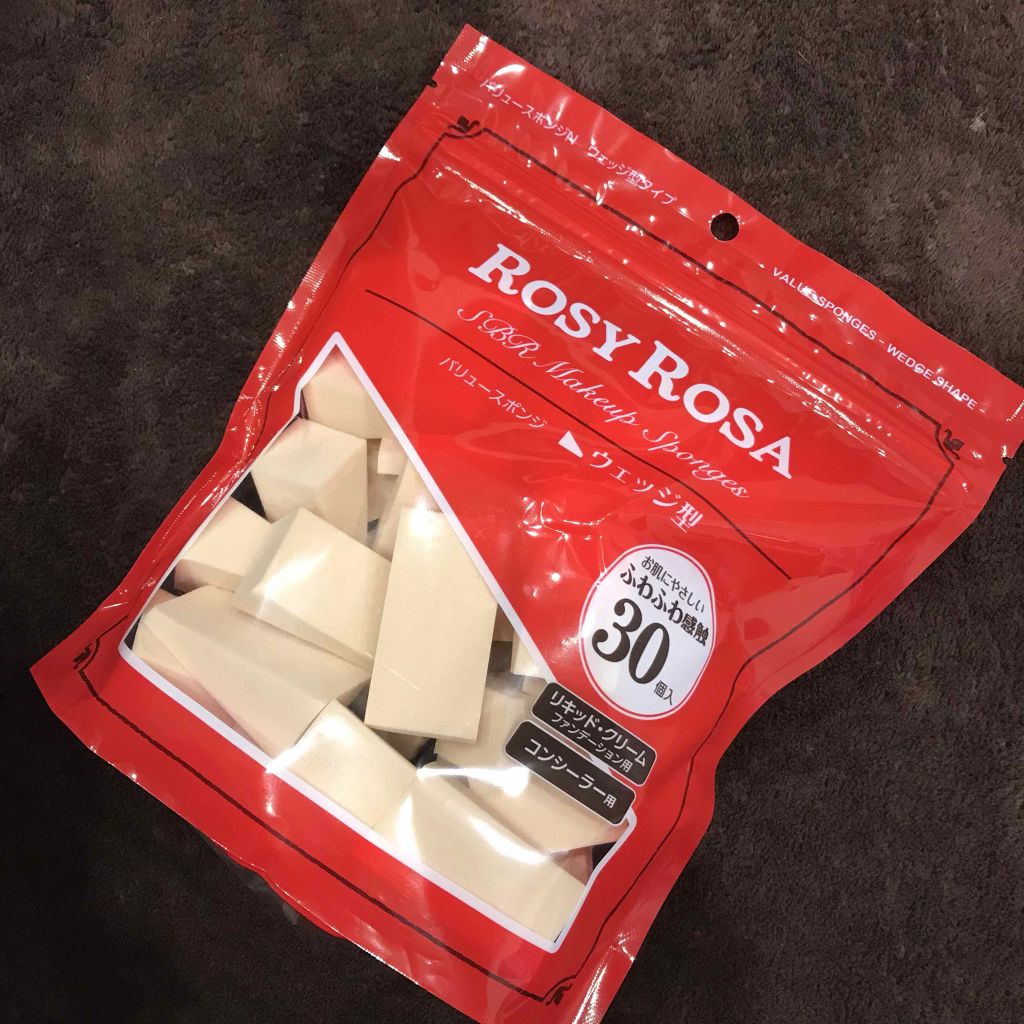 バリュースポンジN ウェッジ型タイプ
VALUE SPONGES - WEDGE SHAPE
ROSY ROSA
SBR Makeup Sponges
バリュースポンジ ウェッジ型
お肌にやさしい
ふわふわ感触
30
個入
リキッド・クリーム
ファンデーション用
コンシーラー用